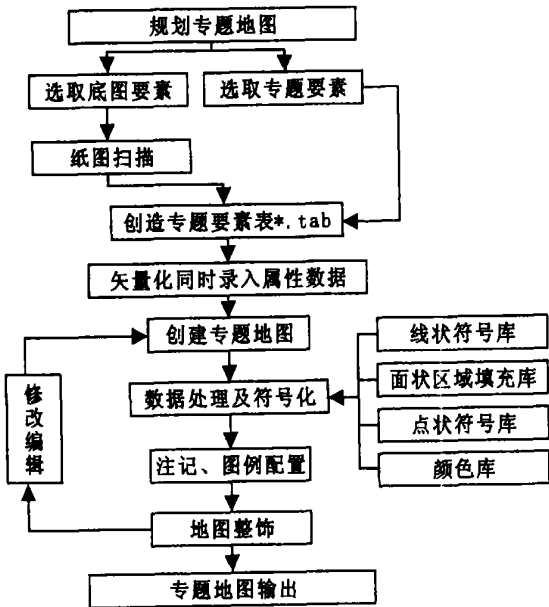 规划专题地图
选取底图要素
选取专题要素
纸图扫描
创造专题要素表*.tab
矢量化同时录入属性数据
创建专题地图
线状符号库
面状区域填充库
数据处理及符号化
点状符号库
颜色库
修改编辑
注记、图例配置
地图整饰
专题地图输出